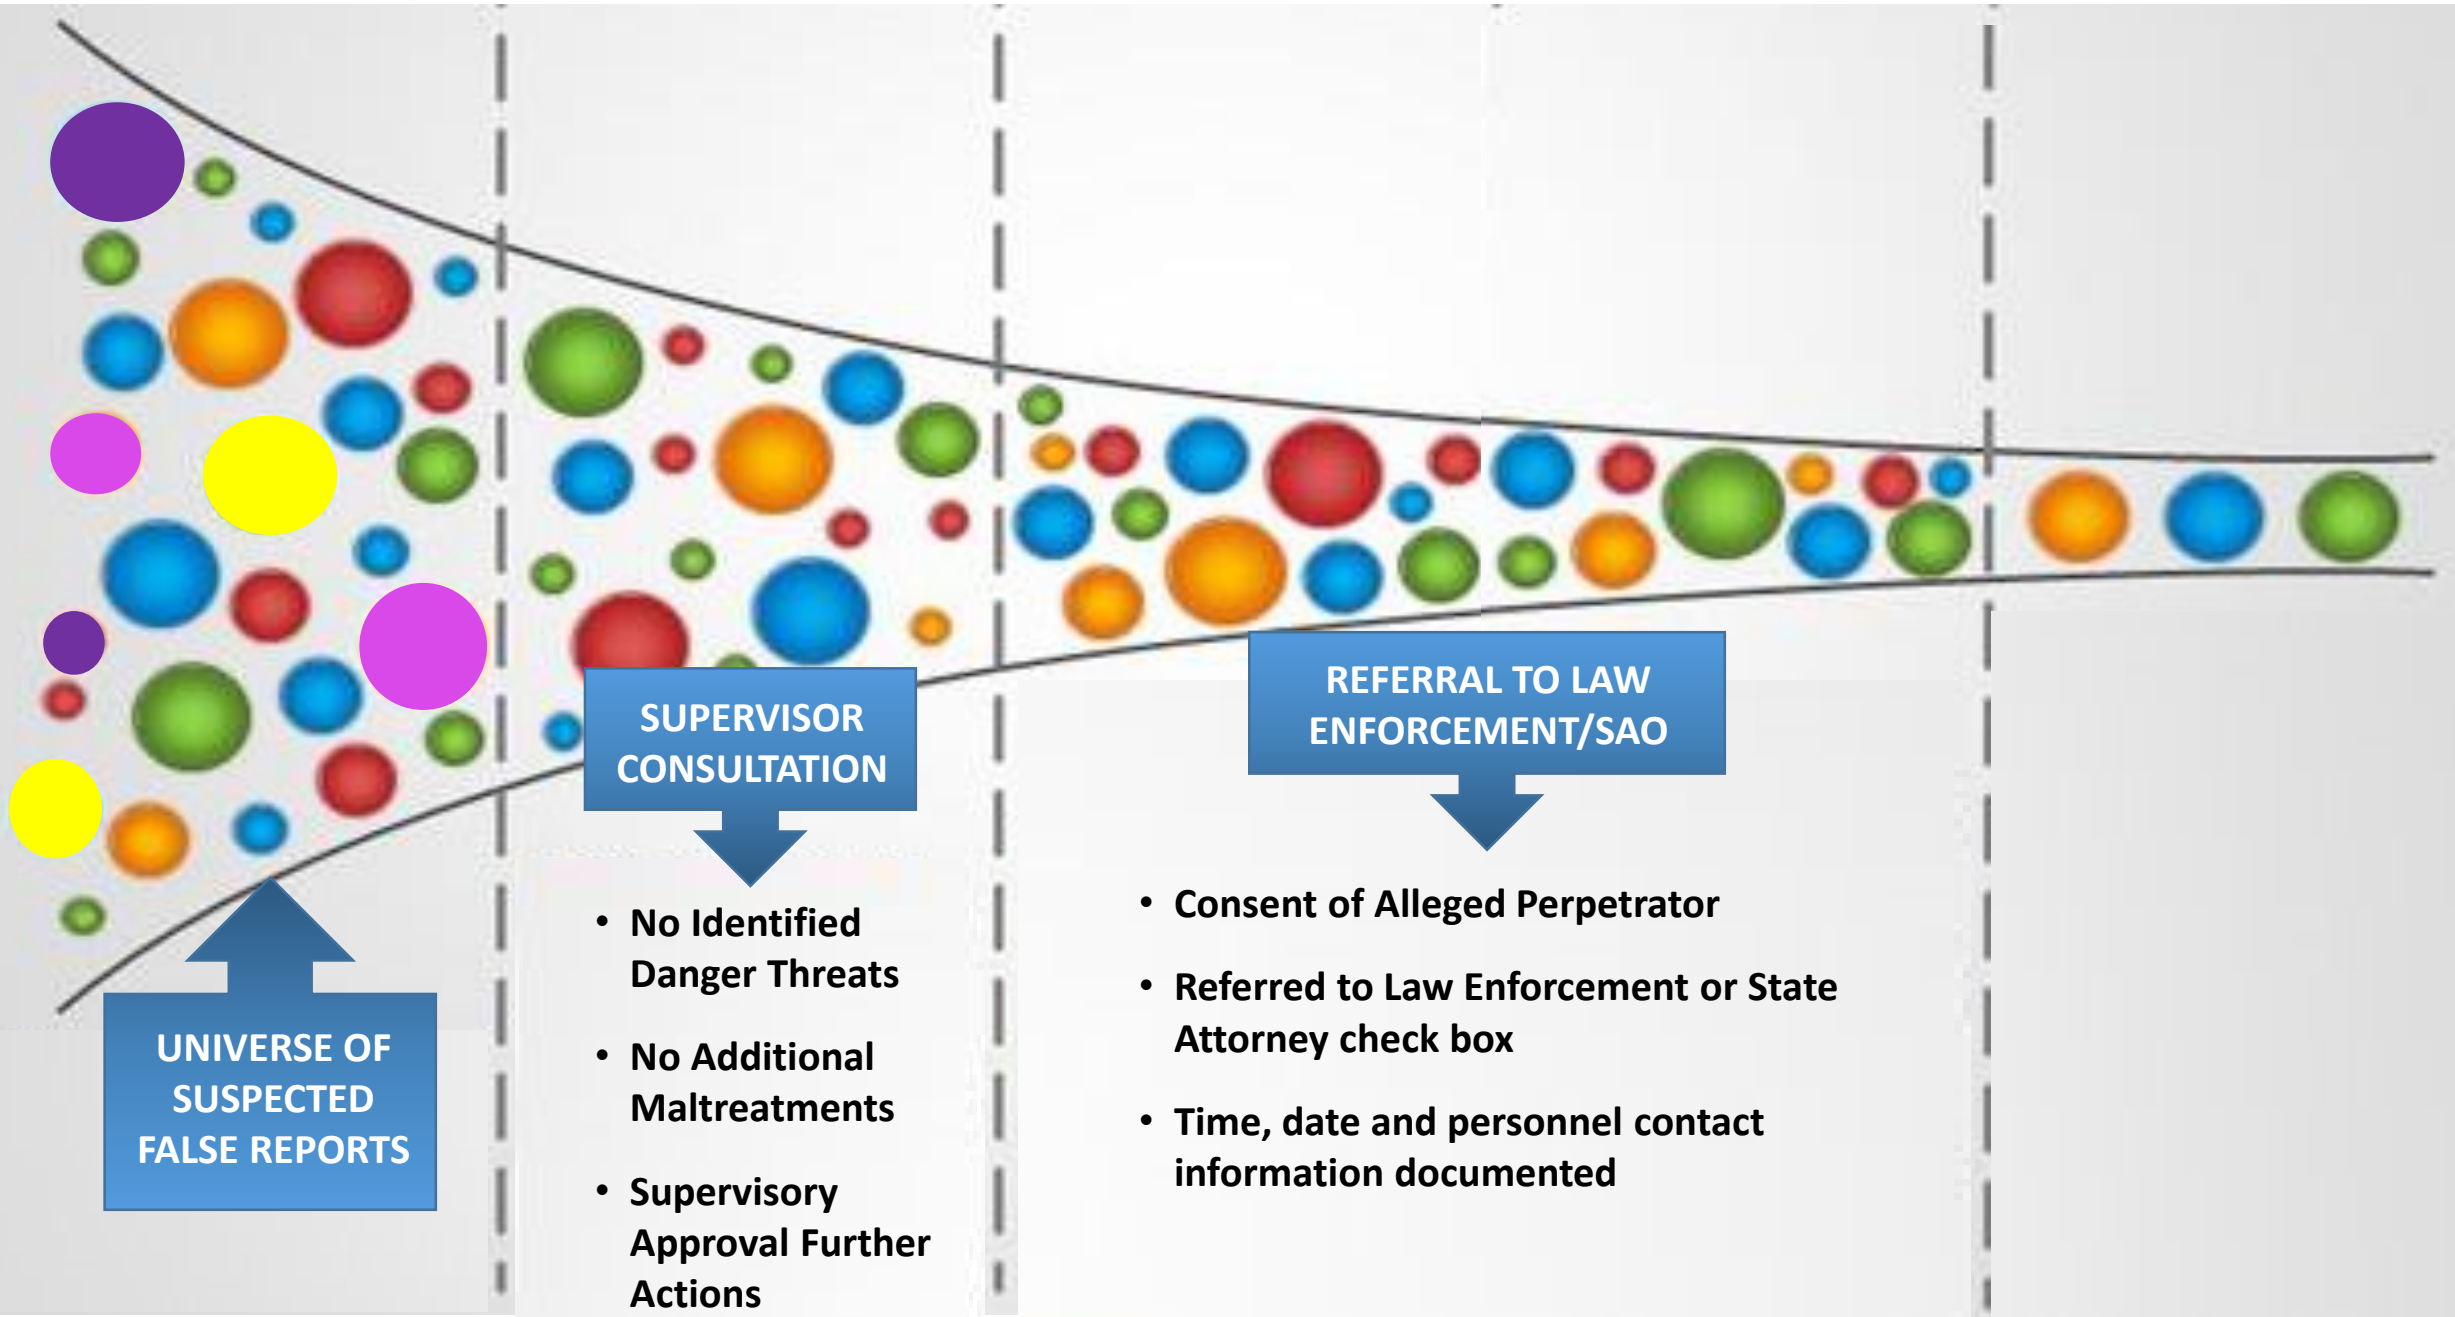 UNIVERSE OF
SUSPECTED
FALSE REPORTS
SUPERVISOR
CONSULTATION
• No Identified
Danger Threats
• No Additional
Maltreatments
• Supervisory
Approval Further
Actions
REFERRAL TO LAW
ENFORCEMENT/SAO
• Consent of Alleged Perpetrator
• Referred to Law Enforcement or State
Attorney check box
• Time, date and personnel contact
information documented